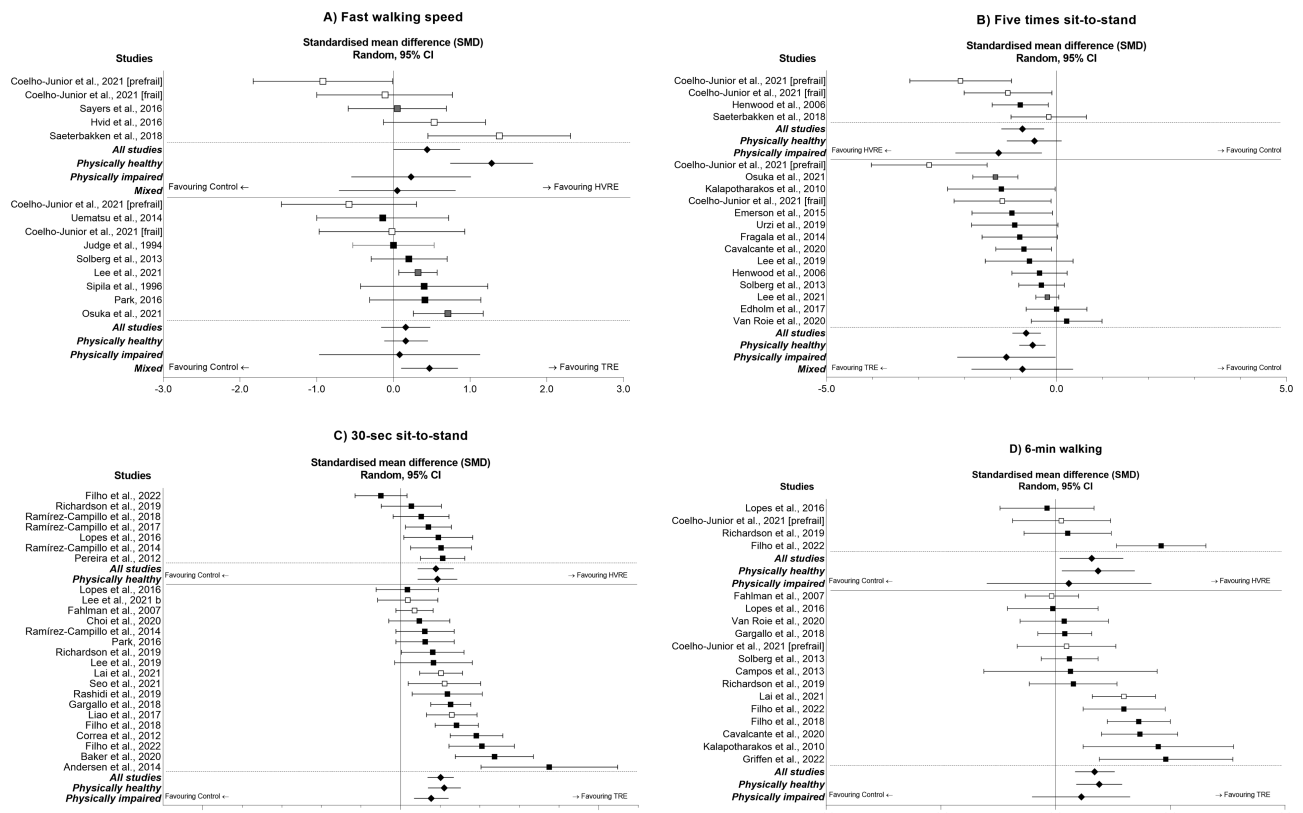 A) Fast walking speed
Standardised mean difference (SMD)
Random, 95% CI
Studies
Coelho-Junior et al., 2021 [prefrail]
Coelho-Junior et al., 2021 [frail]
Sayers et al., 2016
Hvid et al., 2016
Saeterbakken et al., 2018
All studies
Physically healthy
Physically impaired
Mixed
Favouring Control ←
→ Favouring HVRE
Coelho-Junior et al., 2021 [prefrail]
Uematsu et al., 2014
Coelho-Junior et al., 2021 [frail]
Judge et al., 1994
Solberg et al., 2013
Lee et al., 2021
Sipila et al., 1996
Park, 2016
Osuka et al., 2021
All studies
Physically healthy
Physically impaired
Mixed
Favouring Control ←
→ Favouring TRE
-3.0 -2.0 -1.0 0.0 1.0 2.0 3.0
B) Five times sit-to-stand
Standardised mean difference (SMD)
Random, 95% CI
Studies
Coelho-Junior et al., 2021 [prefrail]
Coelho-Junior et al., 2021 [frail]
Henwood et al., 2006
Saeterbakken et al., 2018
All studies
Physically healthy
Physically impaired
Favouring HVRE ←
→ Favouring Control
Coelho-Junior et al., 2021 [prefrail]
Osuka et al., 2021
Kalapotharakos et al., 2010
Coelho-Junior et al., 2021 [frail]
Emerson et al., 2015
Urzi et al., 2019
Fragala et al., 2014
Cavalcante et al., 2020
Lee et al., 2019
Henwood et al., 2006
Solberg et al., 2013
Lee et al., 2021
Edholm et al., 2017
Van Roie et al., 2020
All studies
Physically healthy
Physically impaired
Mixed
Favouring TRE ←
→ Favouring Control
-5.0 0.0 5.0
C) 30-sec sit-to-stand
Standardised mean difference (SMD)
Random, 95% CI
Studies
Filho et al., 2022
Richardson et al., 2019
Ramírez-Campillo et al., 2018
Ramírez-Campillo et al., 2017
Lopes et al., 2016
Ramírez-Campillo et al., 2014
Pereira et al., 2012
All studies
Physically healthy
Favouring Control ←
→ Favouring HVRE
Lopes et al., 2016
Lee et al., 2021 b
Fahlman et al., 2007
Choi et al., 2020
Ramírez-Campillo et al., 2014
Park, 2016
Richardson et al., 2019
Lee et al., 2019
Lai et al., 2021
Seo et al., 2021
Rashidi et al., 2019
Gargallo et al., 2018
Liao et al., 2017
Filho et al., 2018
Correa et al., 2012
Filho et al., 2022
Baker et al., 2020
Andersen et al., 2014
All studies
Physically healthy
Physically impaired
Favouring Control ←
→ Favouring TRE
D) 6-min walking
Standardised mean difference (SMD)
Random, 95% CI
Studies
Lopes et al., 2016
Coelho-Junior et al., 2021 [prefrail]
Richardson et al., 2019
Filho et al., 2022
All studies
Physically healthy
Physically impaired
Favouring Control ←
→ Favouring HVRE
Fahlman et al., 2007
Lopes et al., 2016
Van Roie et al., 2020
Gargallo et al., 2018
Coelho-Junior et al., 2021 [prefrail]
Solberg et al., 2013
Campos et al., 2013
Richardson et al., 2019
Lai et al., 2021
Filho et al., 2022
Filho et al., 2018
Cavalcante et al., 2020
Kalapotharakos et al., 2010
Griffen et al., 2022
All studies
Physically healthy
Physically impaired
Favouring Control ←
→ Favouring TRE